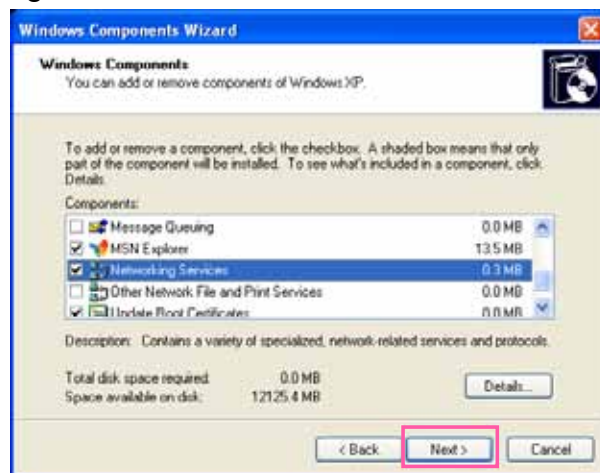 Windows Components Wizard
Windows Components
You can add or remove components of Windows XP.
To add or remove a component, click the checkbox. A shaded box means that only
part of the component will be installed. To see what's included in a component, click
Details.
Components:
Message Queuing 0.0 MB
MSN Explorer 13.5 MB
Networking Services 0.3 MB
Other Network File and Print Services 0.0 MB
Update Root Certificates 0.0 MB
Description: Contains a variety of specialized, network-related services and protocols.
Total disk space required: 0.0 MB
Space available on disk: 12125.4 MB
Details...
< Back Next > Cancel